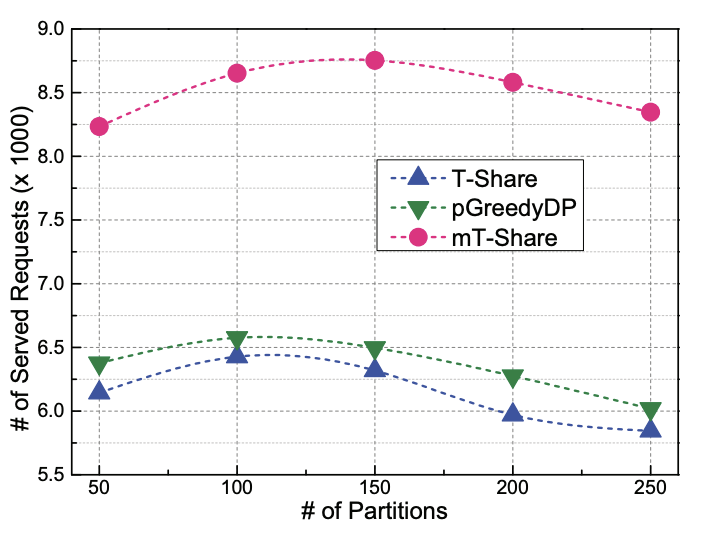 9.0
8.5
8.0
7.5
7.0
6.5
6.0
5.5
# of Served Requests (x 1000)
T-Share
pGreedyDP
mT-Share
50 100 150 200 250
# of Partitions